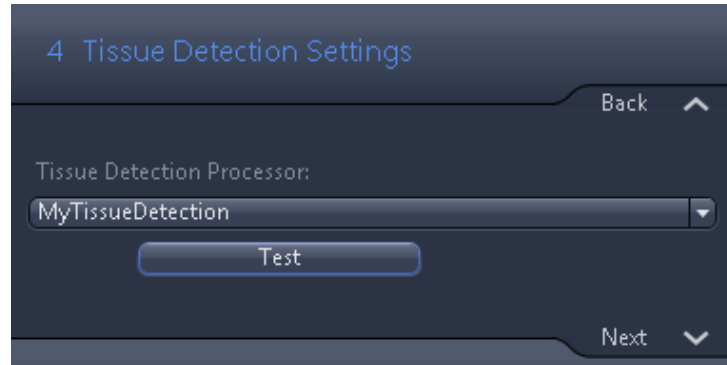 4 Tissue Detection Settings
Back
Tissue Detection Processor:
MyTissueDetection
Test
Next